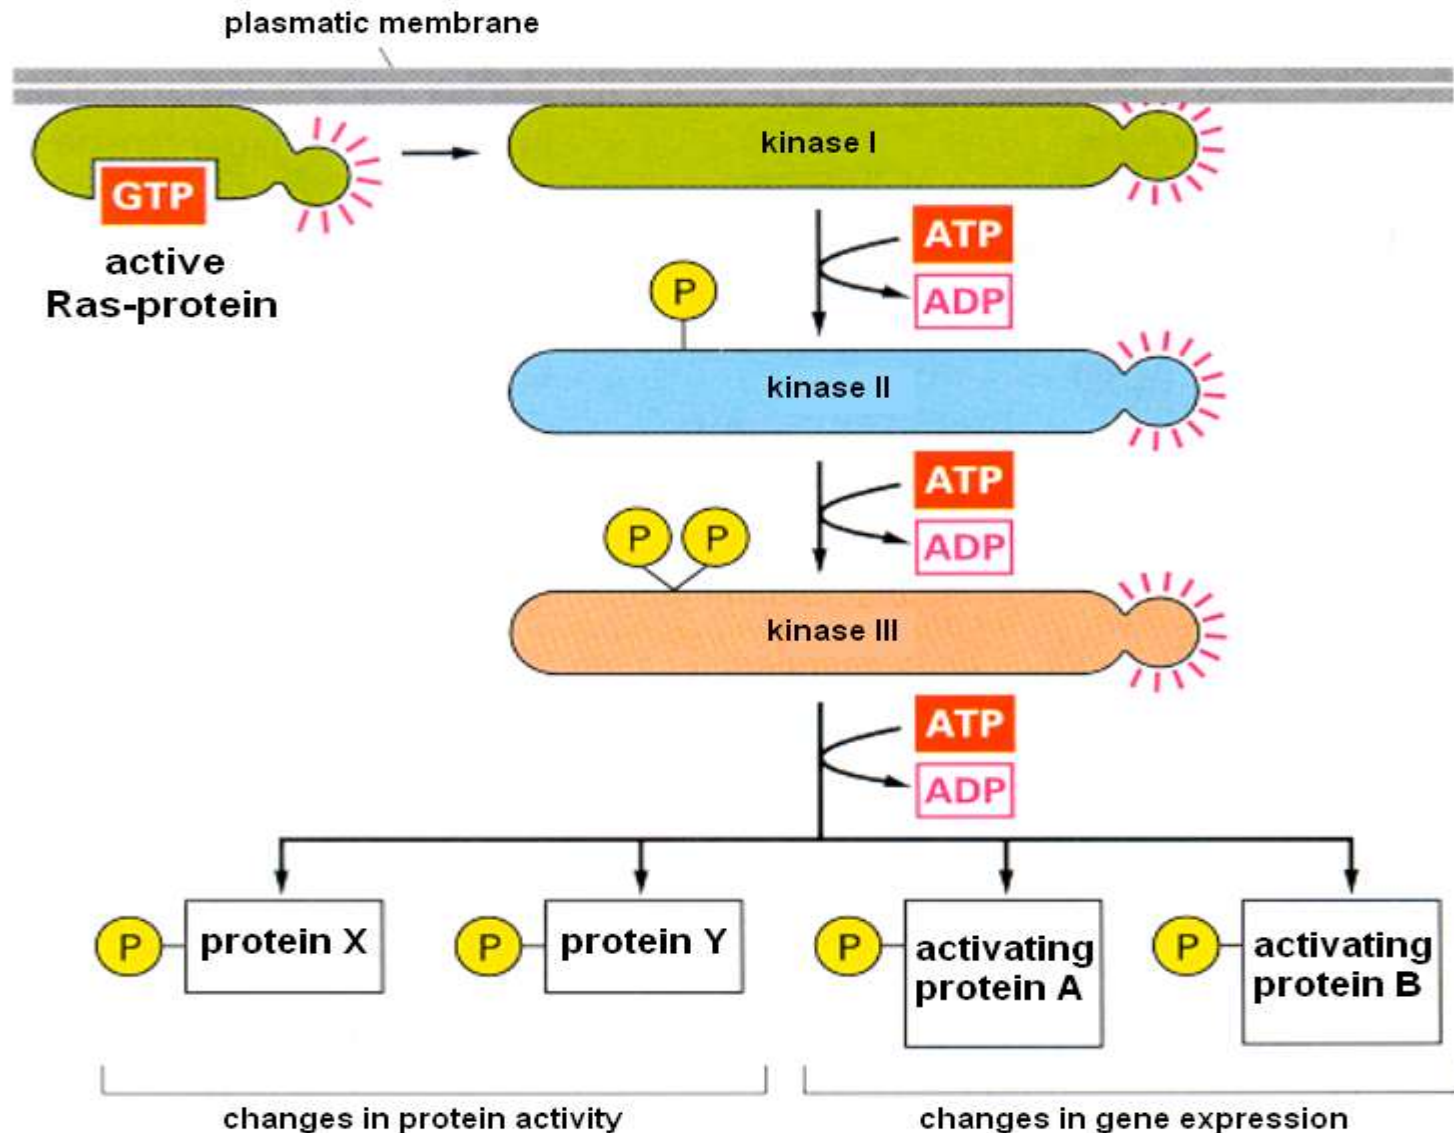 plasmatic membrane
kinase I
GTP
active
Ras-protein
ATP
ADP
P
kinase II
ATP
ADP
P P
kinase III
ATP
ADP
P protein X
P protein Y
P activating
protein A
P activating
protein B
changes in protein activity
changes in gene expression